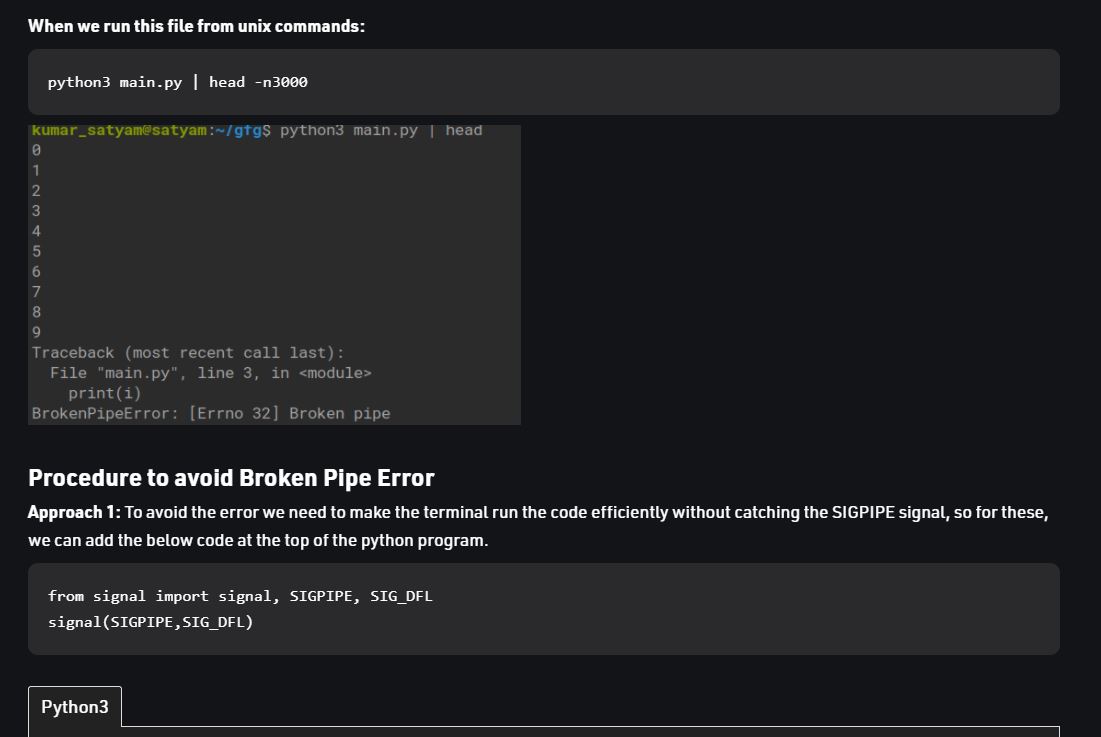 When we run this file from unix commands:
python3 main.py | head -n3000
kumar_satyam@satyam:~/gfg$ python3 main.py | head
0
1
2
3
4
5
6
7
8
9
Traceback (most recent call last):
  File "main.py", line 3, in <module>
    print(i)
BrokenPipeError: [Errno 32] Broken pipe
Procedure to avoid Broken Pipe Error
Approach 1: To avoid the error we need to make the terminal run the code efficiently without catching the SIGPIPE signal, so for these,
we can add the below code at the top of the python program.
from signal import signal, SIGPIPE, SIG_DFL
signal(SIGPIPE,SIG_DFL)
Python3